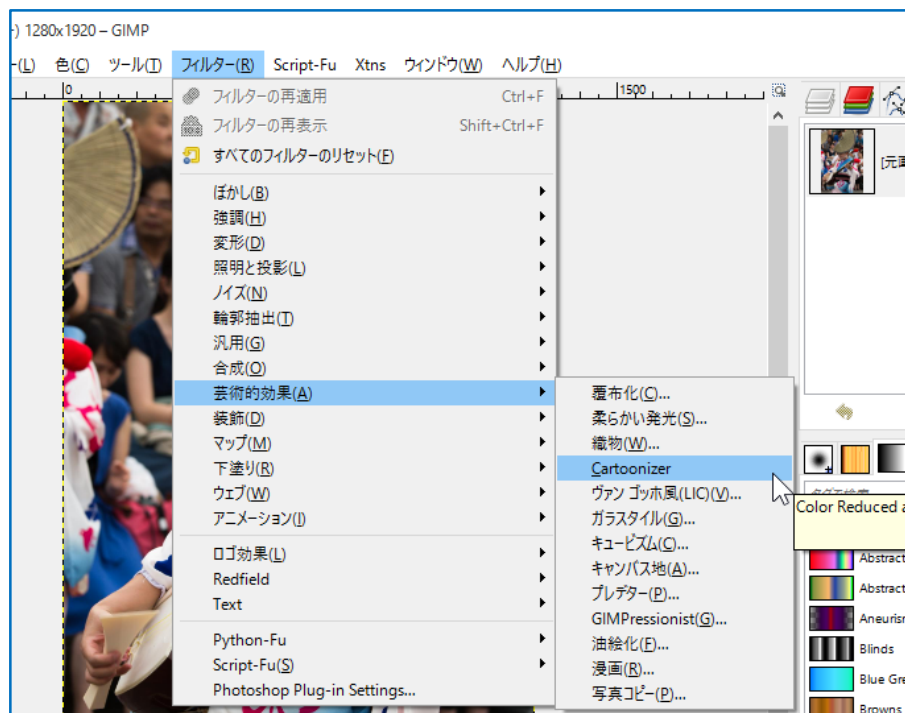 ) 1280x1920 – GIMP
(L) 色(C) ツール(T) フィルター(R) Script-Fu Xtns ウィンドウ(W) ヘルプ(H)
0 1500
フィルターの再適用 Ctrl+F
フィルターの再表示 Shift+Ctrl+F
すべてのフィルターのリセット(F)
[元
ぼかし(B)
強調(H)
変形(D)
照明と投影(L)
ノイズ(N)
輪郭抽出(T)
汎用(G)
合成(O)
芸術的効果(A)
装飾(D)
マップ(M)
下塗り(R)
ウェブ(W)
アニメーション(I)
ロゴ効果(L)
Redfield
Text
Python-Fu
Script-Fu(S)
Photoshop Plug-in Settings...
覆布化(C)...
柔らかい発光(S)...
織物(W)...
Cartoonizer
ヴァン ゴッホ風(LIC)(V)...
ガラスタイル(G)...
キュービズム(C)...
キャンバス地(A)...
プレデター(P)...
GIMPressionist(G)...
油絵化(F)...
漫画(R)...
写真コピー(P)...
Color Reduced a
Abstract
Abstract
Aneurism
Blinds
Blue Gre
Browns